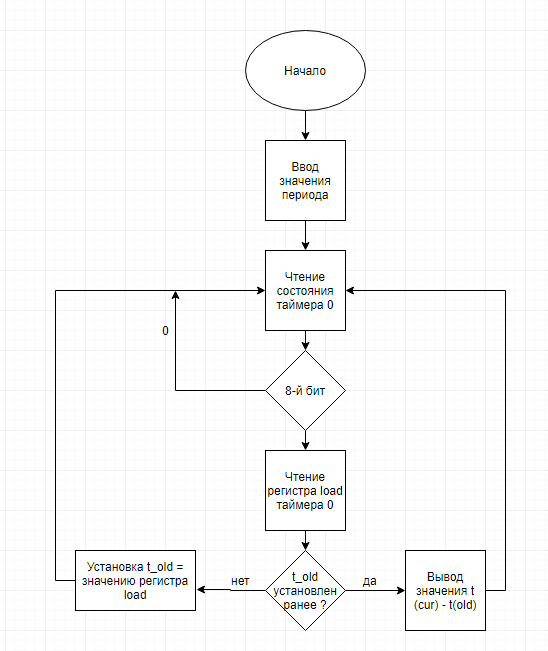 Начало
Ввод
значения
периода
Чтение
состояния
таймера 0
0
8-й бит
Чтение
регистра load
таймера 0
Установка t_old =
значению регистра
load
нет
t_old
установлен
ранее ?
да
Вывод
значения t
(cur) - t(old)